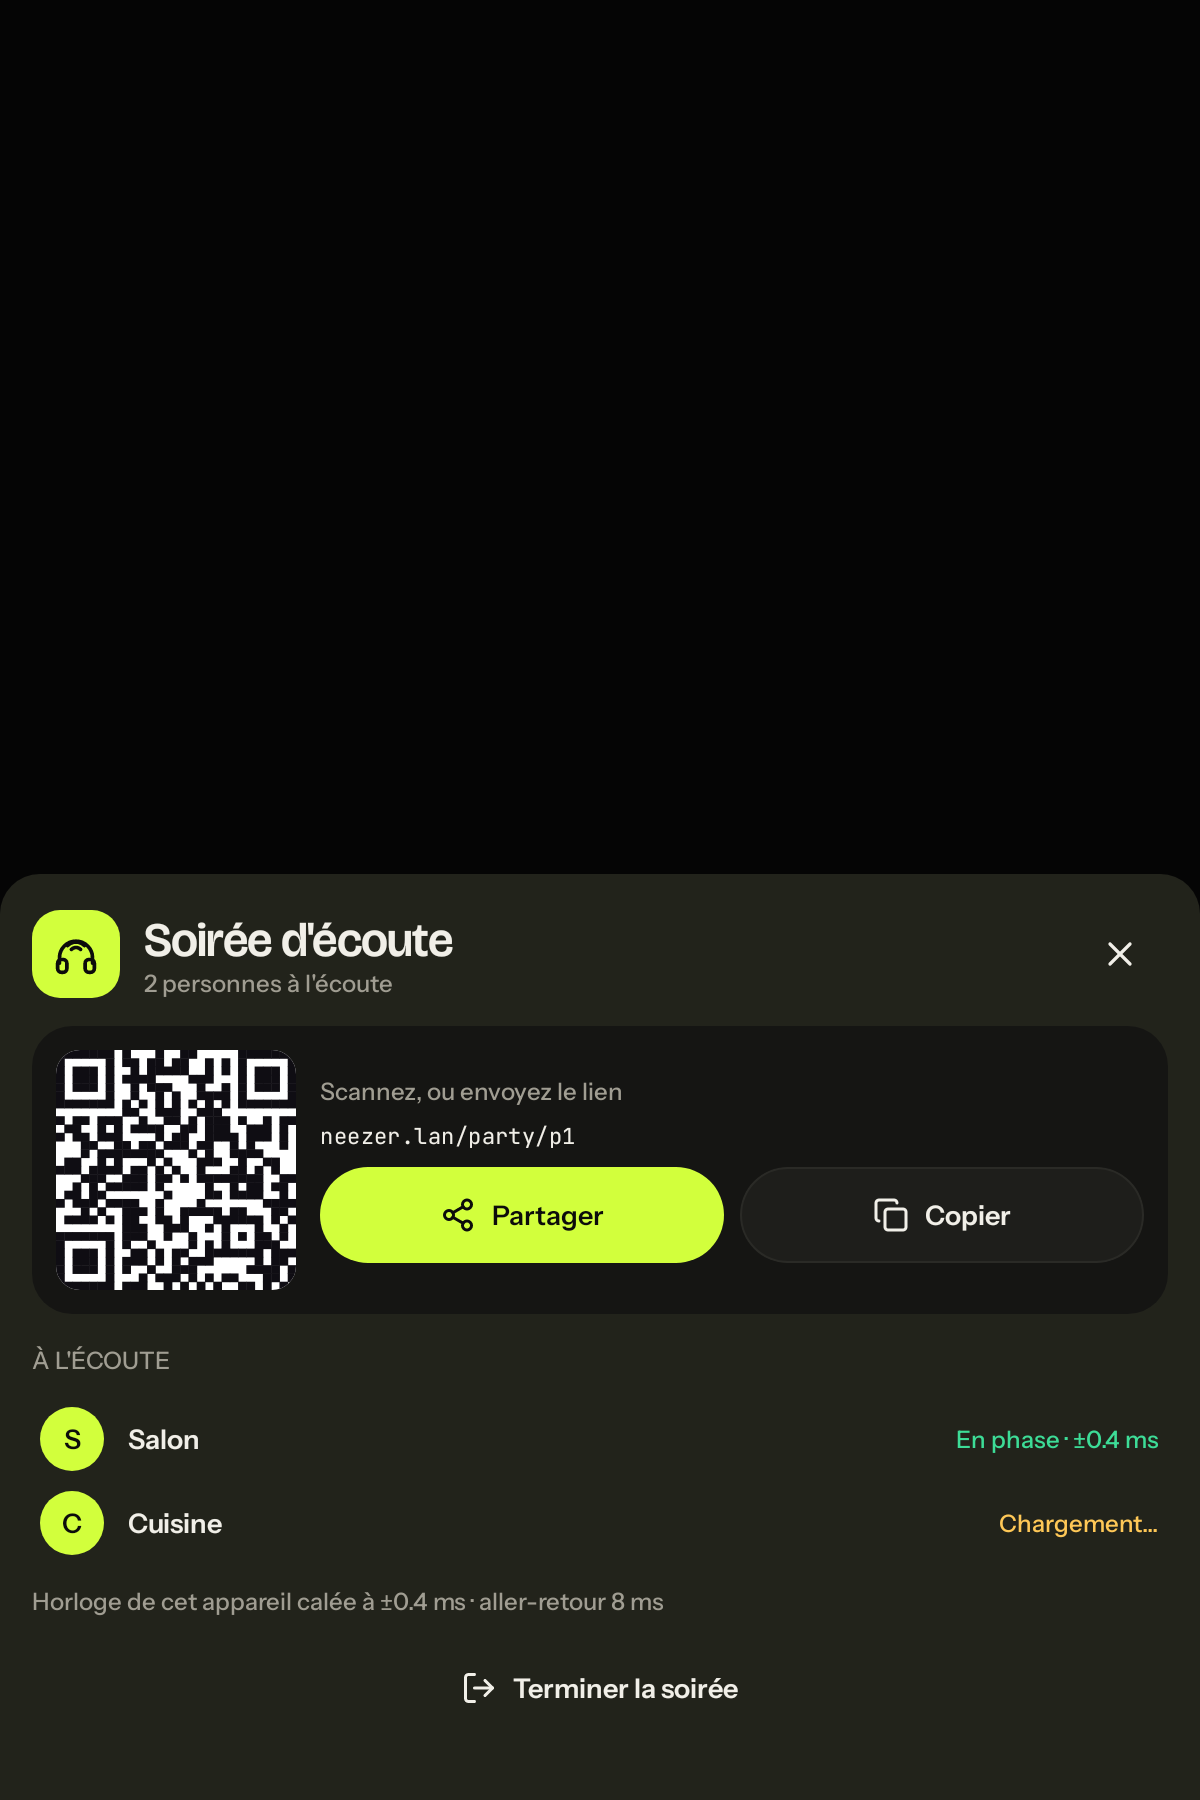 Soirée d'écoute
2 personnes à l'écoute
Scannez, ou envoyez le lien
neezer.lan/party/p1
Partager
Copier
À L'ÉCOUTE
S
Salon
En phase · ±0.4 ms
C
Cuisine
Chargement…
Horloge de cet appareil calée à ±0.4 ms · aller-retour 8 ms
Terminer la soirée